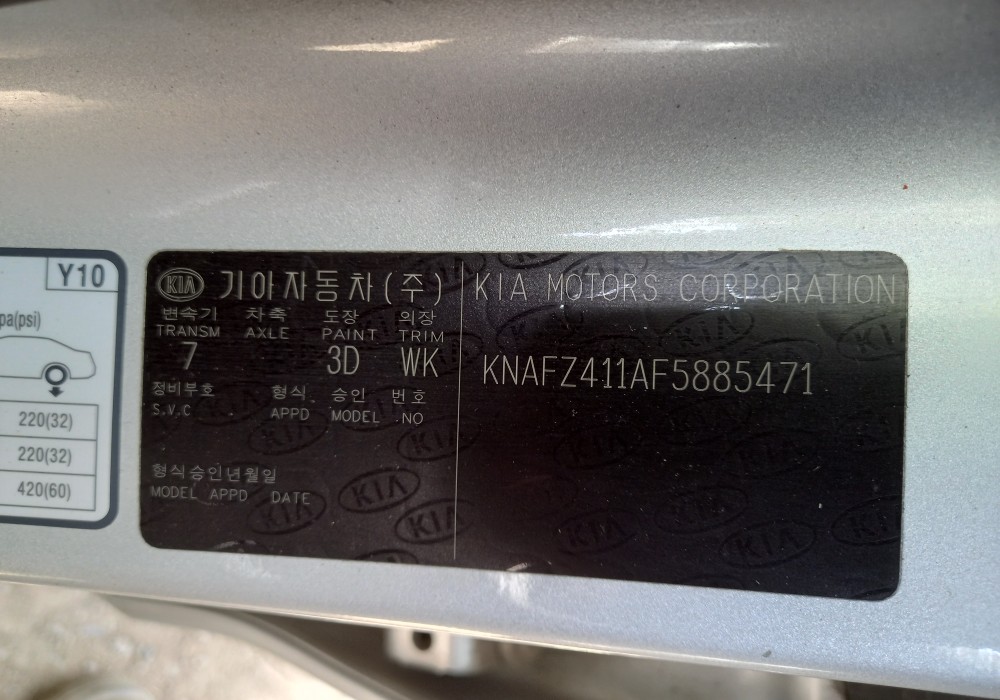 Y10
pa(psi)
220(32)
220(32)
420(60)
KIA 기아자동차(주) KIA MOTORS CORPORATION
변속기 차축 도장 의장
TRANSM AXLE PAINT TRIM
7 3D WK
KNAFZ411AF5885471
정비부호 형식 승인 번호
S.V.C APPD MODEL NO
형식승인년월일
MODEL APPD DATE